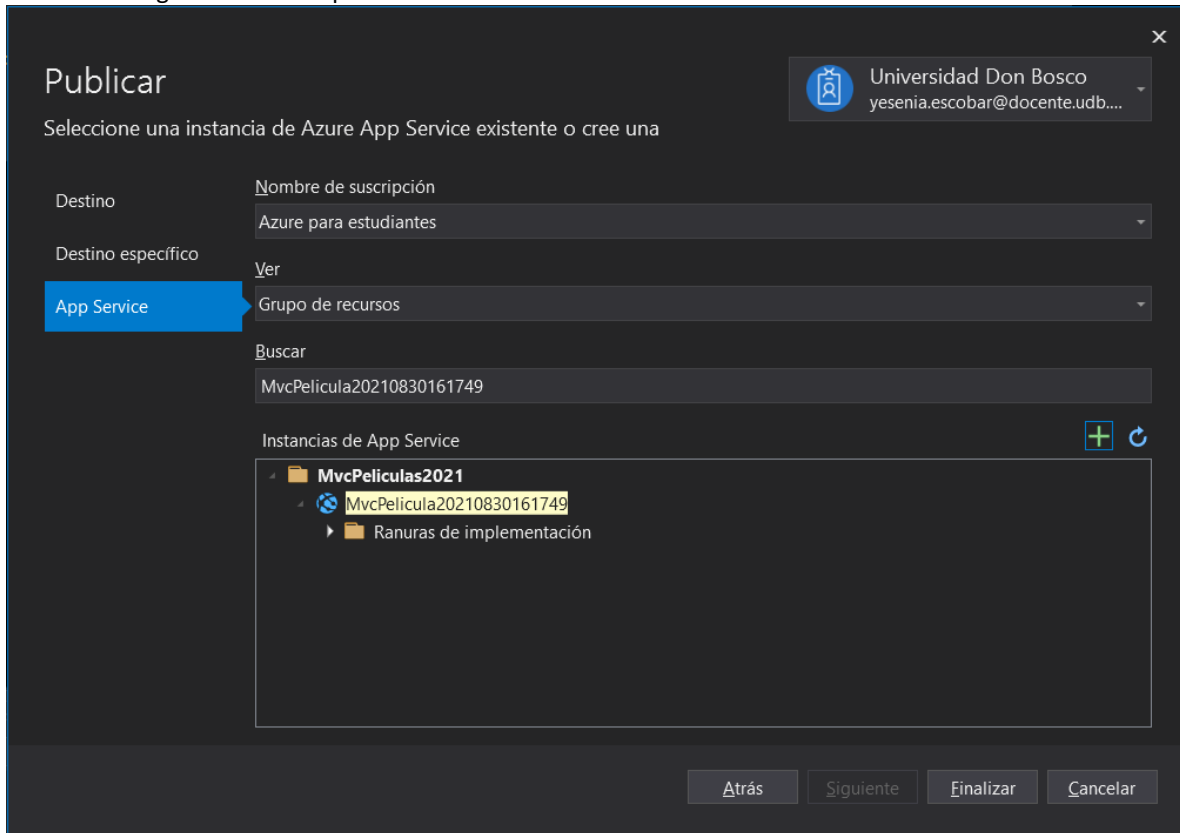 Publicar
Universidad Don Bosco
yesenia.escobar@docente.udb....
Seleccione una instancia de Azure App Service existente o cree una
Destino
Destino específico
App Service
Nombre de suscripción
Azure para estudiantes
Ver
Grupo de recursos
Buscar
MvcPelicula20210830161749
Instancias de App Service
MvcPeliculas2021
MvcPelicula20210830161749
Ranuras de implementación
Atrás
Siguiente
Finalizar
Cancelar